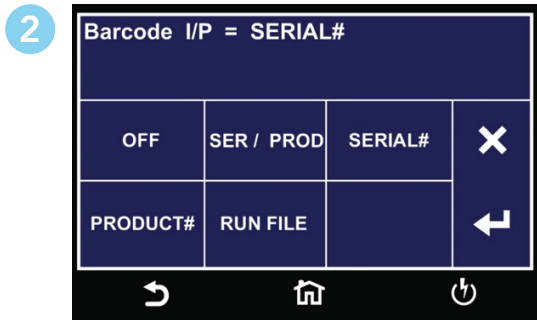 2
Barcode I/P = SERIAL#
OFF SER / PROD SERIAL#
PRODUCT# RUN FILE